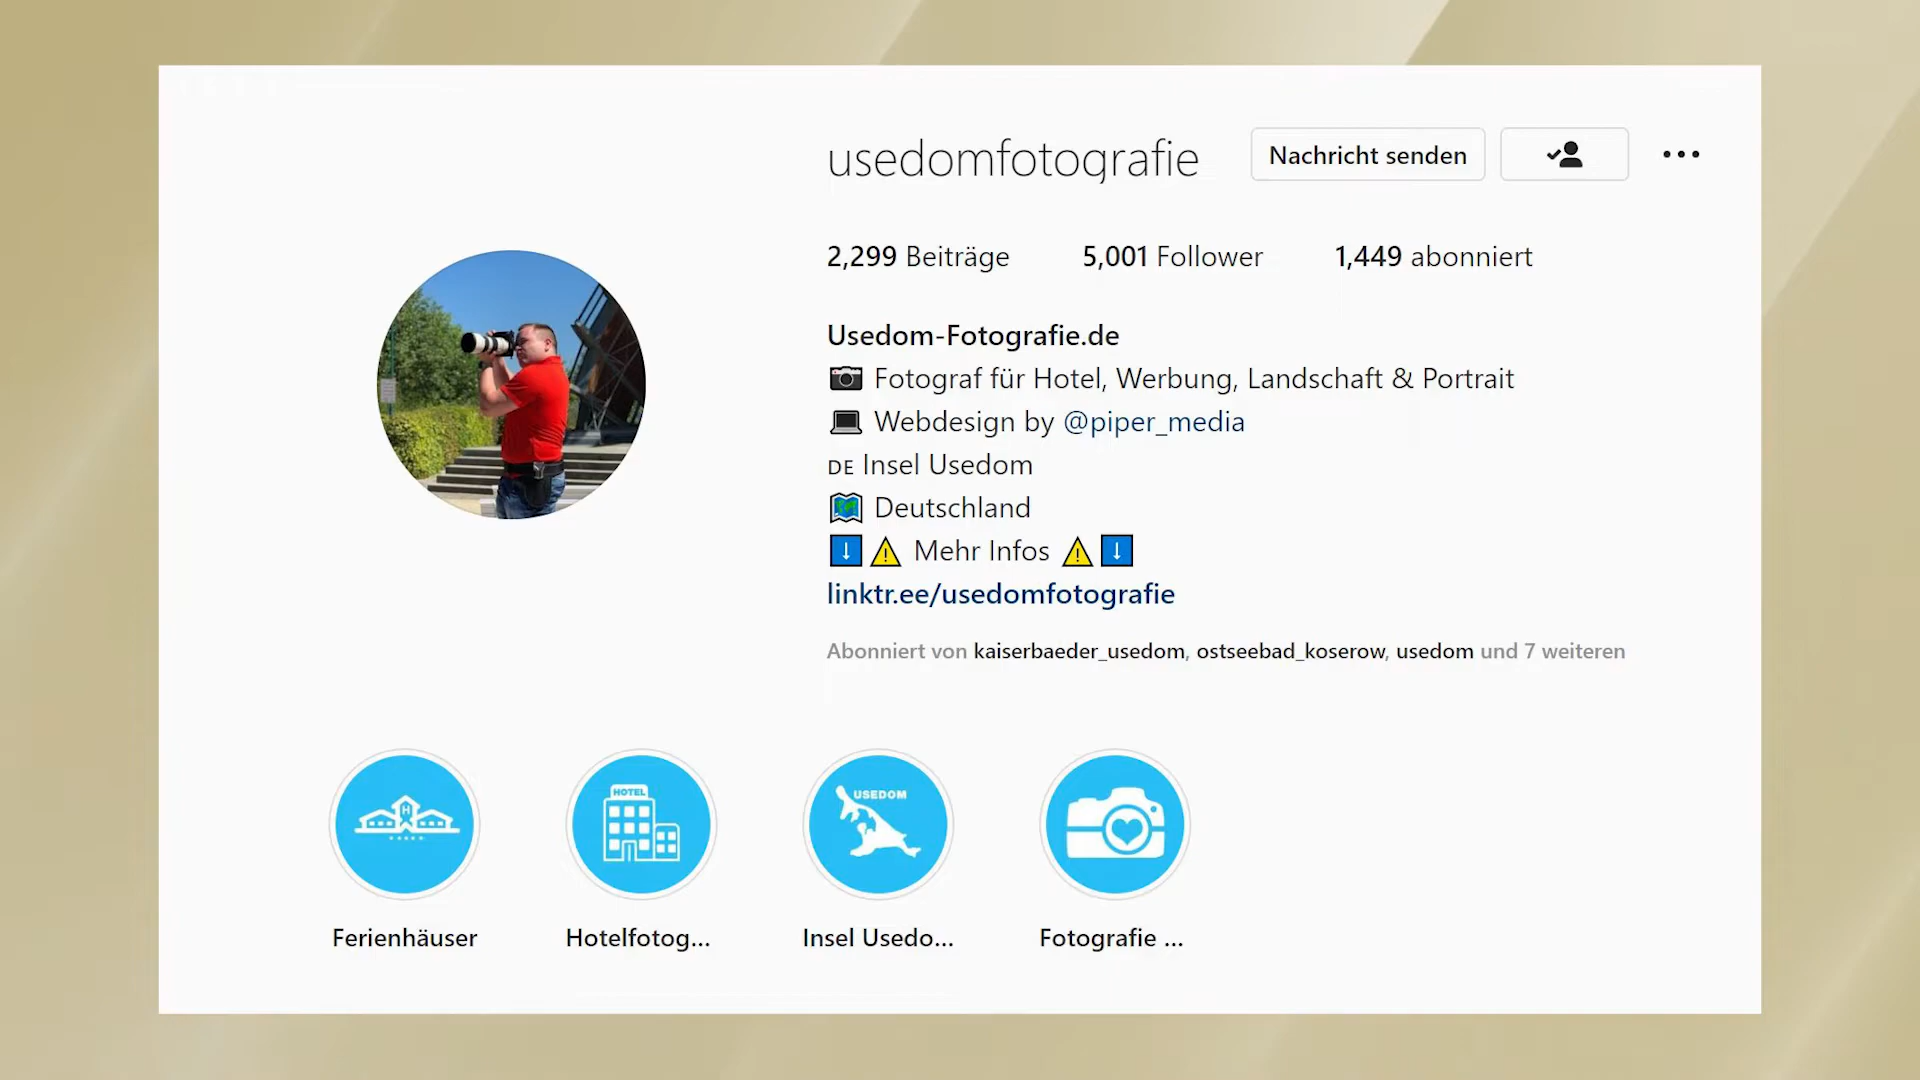 usedomfotografie Nachricht senden
2,299 Beiträge 5,001 Follower 1,449 abonniert
Usedom-Fotografie.de
Fotograf für Hotel, Werbung, Landschaft & Portrait
Webdesign by @piper_media
DE Insel Usedom
Deutschland
Mehr Infos
linktr.ee/usedomfotografie
Abonniert von kaiserbaeder_usedom, ostseebad_koserow, usedom und 7 weiteren
H
HOTEL
USEDOM
Ferienhäuser Hotelfotog... Insel Usedo... Fotografie ...